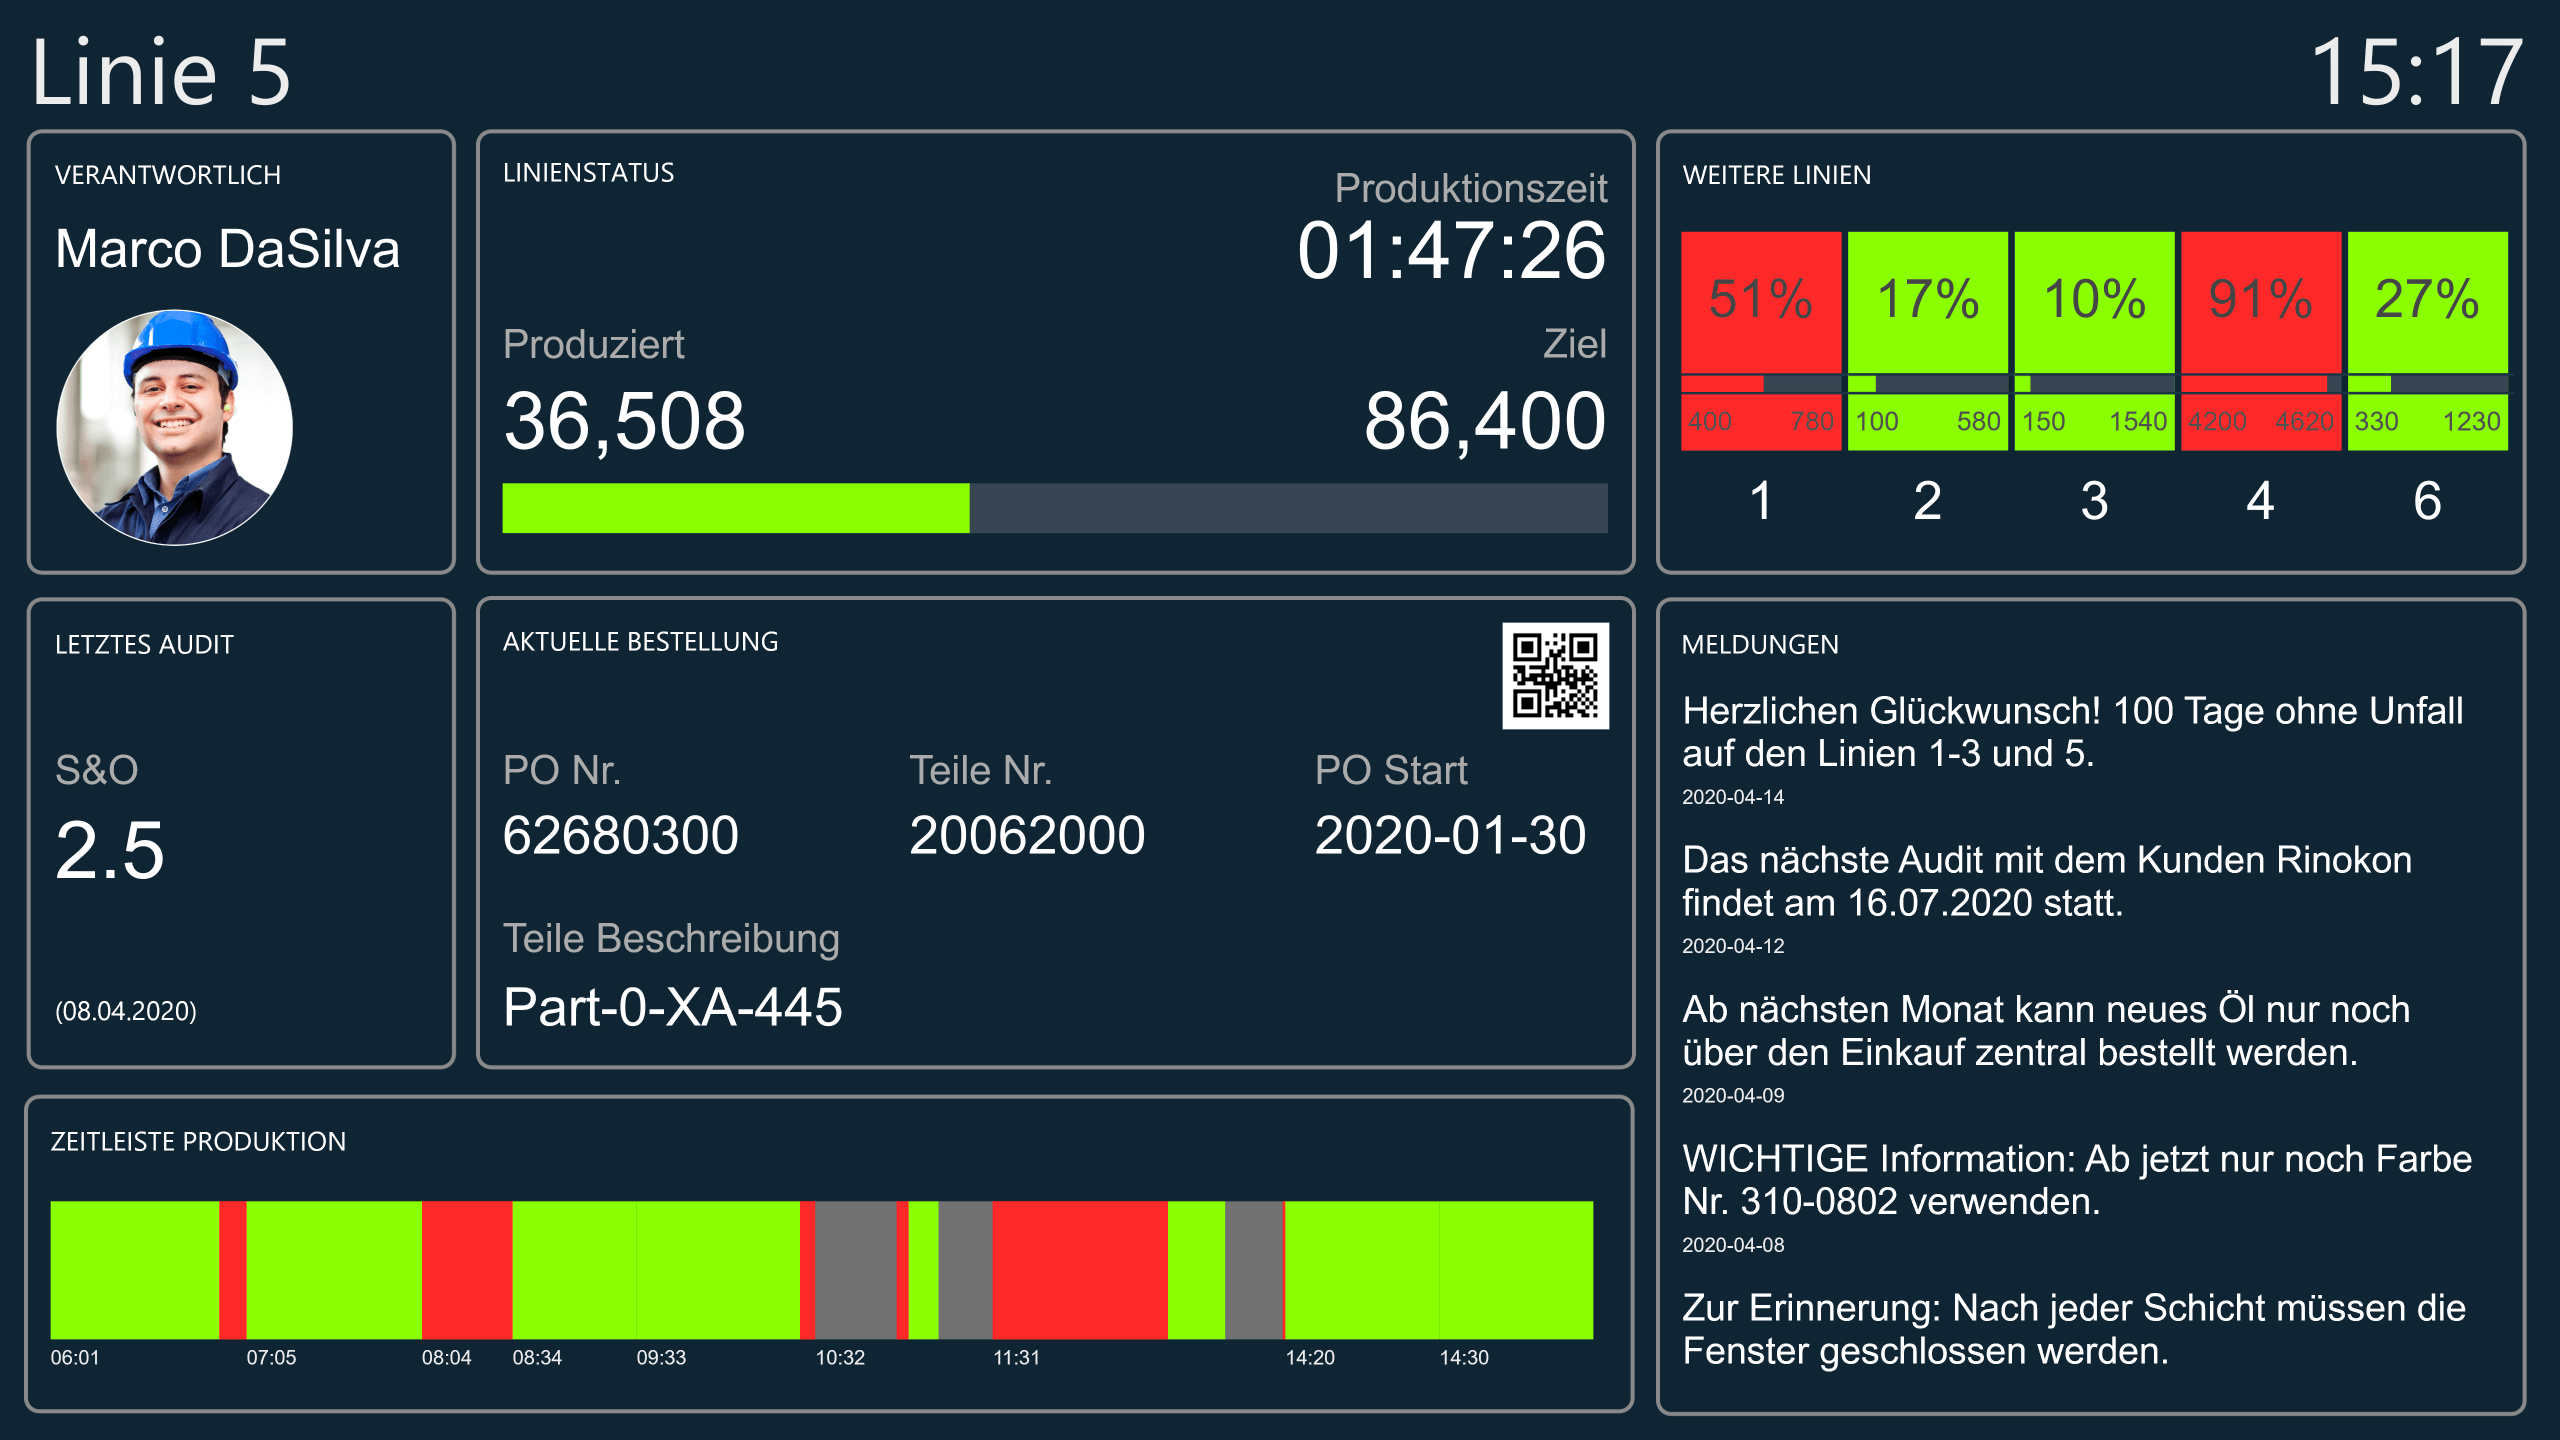 Linie 5
15:17
VERANTWORTLICH
Marco DaSilva
LINIENSTATUS
Produktionszeit
01:47:26
Produziert
Ziel
36,508
86,400
WEITERE LINIEN
51% 17% 10% 91% 27%
400 780 100 580 150 1540 4200 4620 330 1230
1 2 3 4 6
LETZTES AUDIT
S&O
2.5
(08.04.2020)
AKTUELLE BESTELLUNG
PO Nr. Teile Nr. PO Start
62680300 20062000 2020-01-30
Teile Beschreibung
Part-0-XA-445
MELDUNGEN
Herzlichen Glückwunsch! 100 Tage ohne Unfall
auf den Linien 1-3 und 5.
2020-04-14
Das nächste Audit mit dem Kunden Rinokon
findet am 16.07.2020 statt.
2020-04-12
Ab nächsten Monat kann neues Öl nur noch
über den Einkauf zentral bestellt werden.
2020-04-09
WICHTIGE Information: Ab jetzt nur noch Farbe
Nr. 310-0802 verwenden.
2020-04-08
Zur Erinnerung: Nach jeder Schicht müssen die
Fenster geschlossen werden.
ZEITLEISTE PRODUKTION
06:01 07:05 08:04 08:34 09:33 10:32 11:31 14:20 14:30